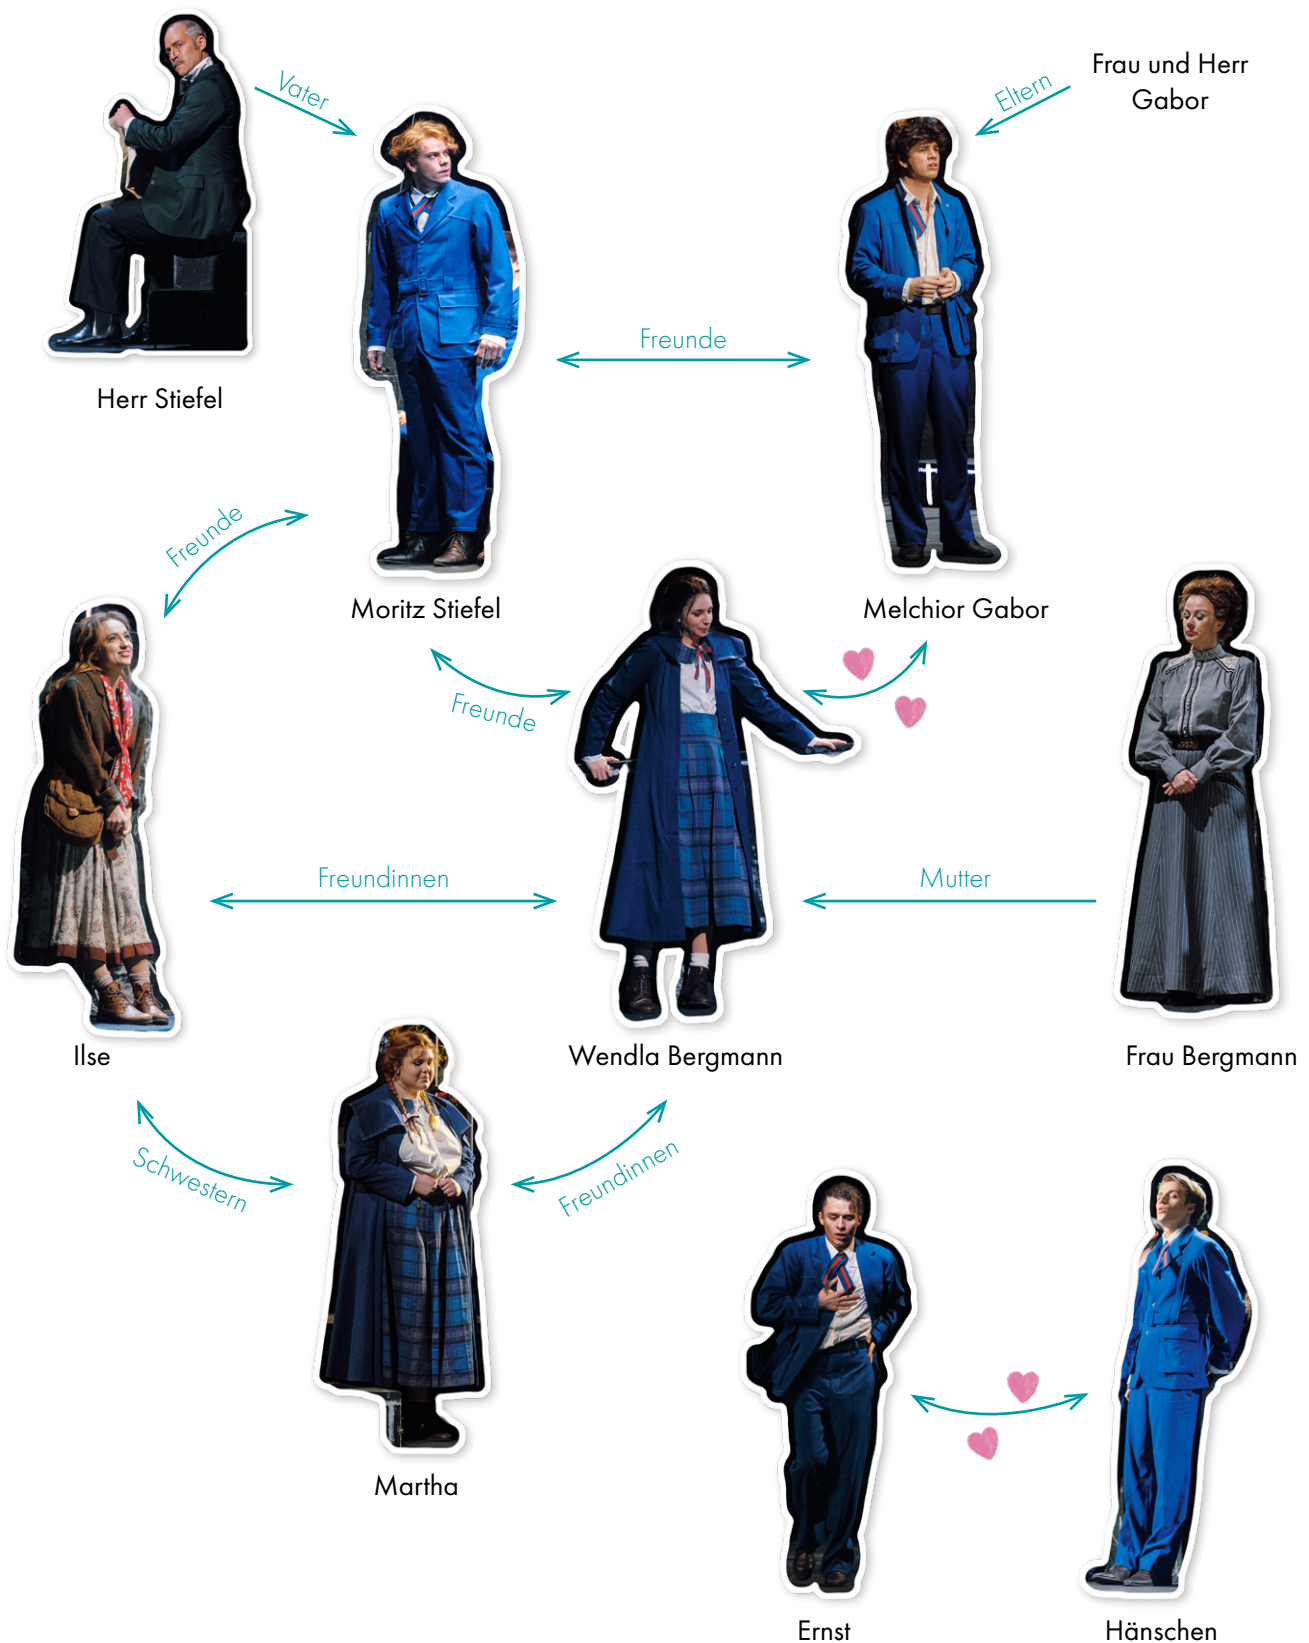 Frau und Herr
Gabor
Vater
Eltern
Freunde
Herr Stiefel
Freunde
Moritz Stiefel
Melchior Gabor
Freunde
Freundinnen
Mutter
Ilse
Wendla Bergmann
Frau Bergmann
Schwestern
Freundinnen
Martha
Ernst
Hänschen